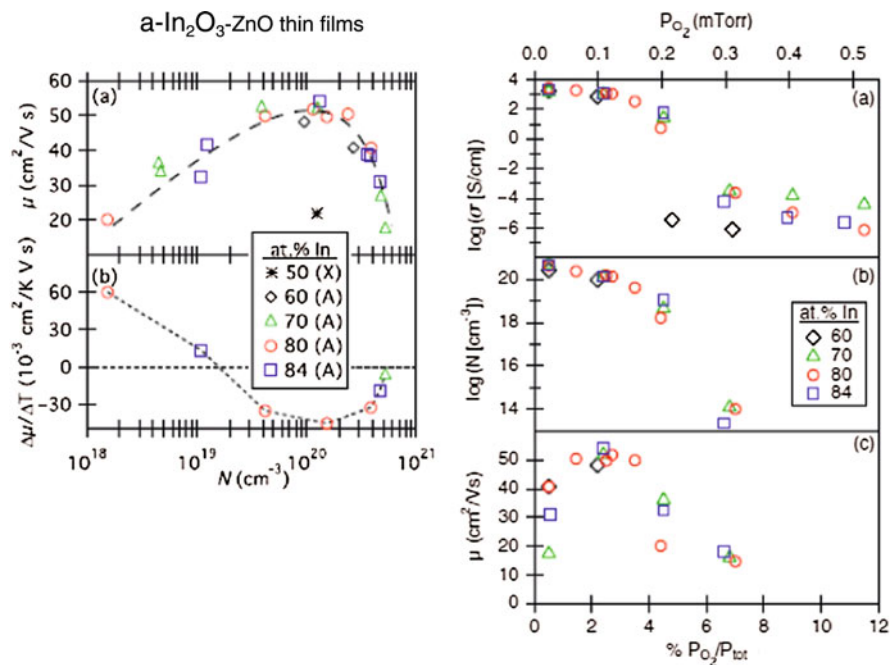 a-In₂O₃-ZnO thin films
(a)
μ (cm²/V s)
60
50
40
30
20
(b)
Δμ/ΔT (10⁻³ cm²/K V s)
60
30
0
-30
at.% In
50 (X)
60 (A)
70 (A)
80 (A)
84 (A)
10¹⁸
10¹⁹
10²⁰
10²¹
N (cm⁻³)
P_O₂ (mTorr)
0.0 0.1 0.2 0.3 0.4 0.5
(a)
log(σ [S/cm])
4
2
0
-2
-4
-6
(b)
log(N [cm⁻³])
20
18
16
14
at.% In
60
70
80
84
(c)
μ (cm²/Vs)
50
40
30
20
10
0
0 2 4 6 8 10 12
% P_O₂/P_tot